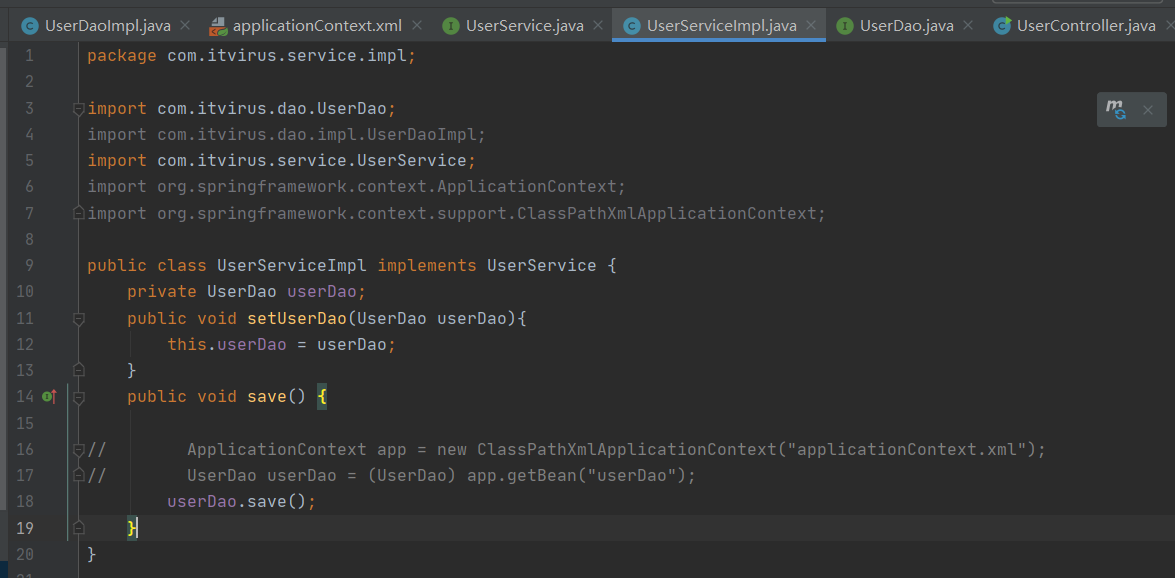 UserDaoImpl.java applicationContext.xml UserService.java UserServiceImpl.java UserDao.java UserController.java
1 package com.itvirus.service.impl;
2
3 import com.itvirus.dao.UserDao;
4 import com.itvirus.dao.impl.UserDaoImpl;
5 import com.itvirus.service.UserService;
6 import org.springframework.context.ApplicationContext;
7 import org.springframework.context.support.ClassPathXmlApplicationContext;
8
9 public class UserServiceImpl implements UserService {
10     private UserDao userDao;
11     public void setUserDao(UserDao userDao){
12         this.userDao = userDao;
13     }
14     public void save() {
15
16 //        ApplicationContext app = new ClassPathXmlApplicationContext("applicationContext.xml");
17 //        UserDao userDao = (UserDao) app.getBean("userDao");
18         userDao.save();
19     }
20 }